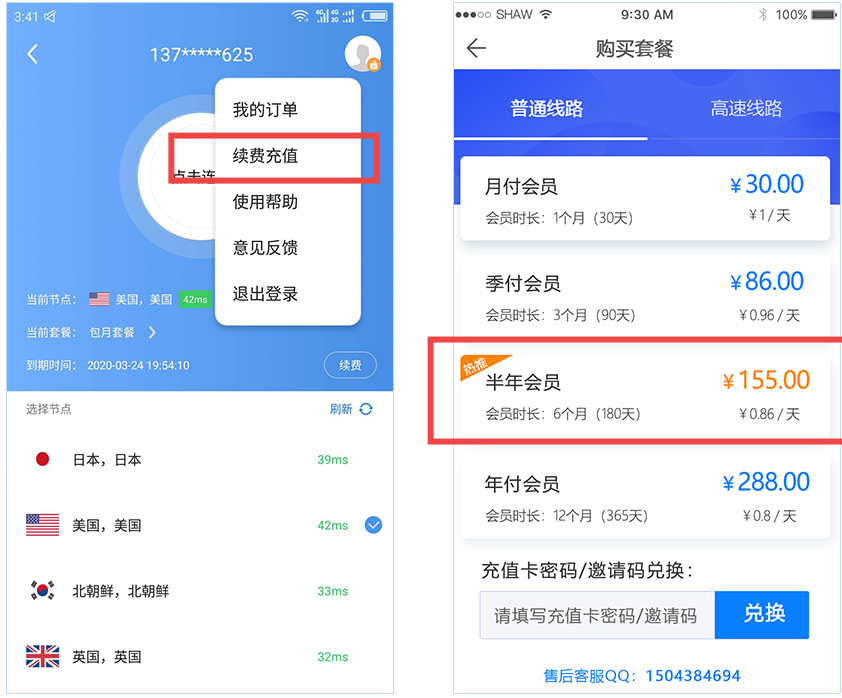 3:41
4G 4G 2G
137*****625
我的订单
续费充值
点击连
使用帮助
意见反馈
退出登录
当前节点： 美国，美国 42ms
当前套餐： 包月套餐
到期时间： 2020-03-24 19:54:10 续费
选择节点 刷新
日本，日本 39ms
美国，美国 42ms
北朝鲜，北朝鲜 33ms
英国，英国 32ms
SHAW 9:30 AM 100%
购买套餐
普通线路 高速线路
月付会员 ¥30.00
会员时长：1个月（30天） ¥1/天
季付会员 ¥86.00
会员时长：3个月（90天） ¥0.96/天
热推
半年会员 ¥155.00
会员时长：6个月（180天） ¥0.86/天
年付会员 ¥288.00
会员时长：12个月（365天） ¥0.8/天
充值卡密码/邀请码兑换：
请填写充值卡密码/邀请码 兑换
售后客服QQ：1504384694